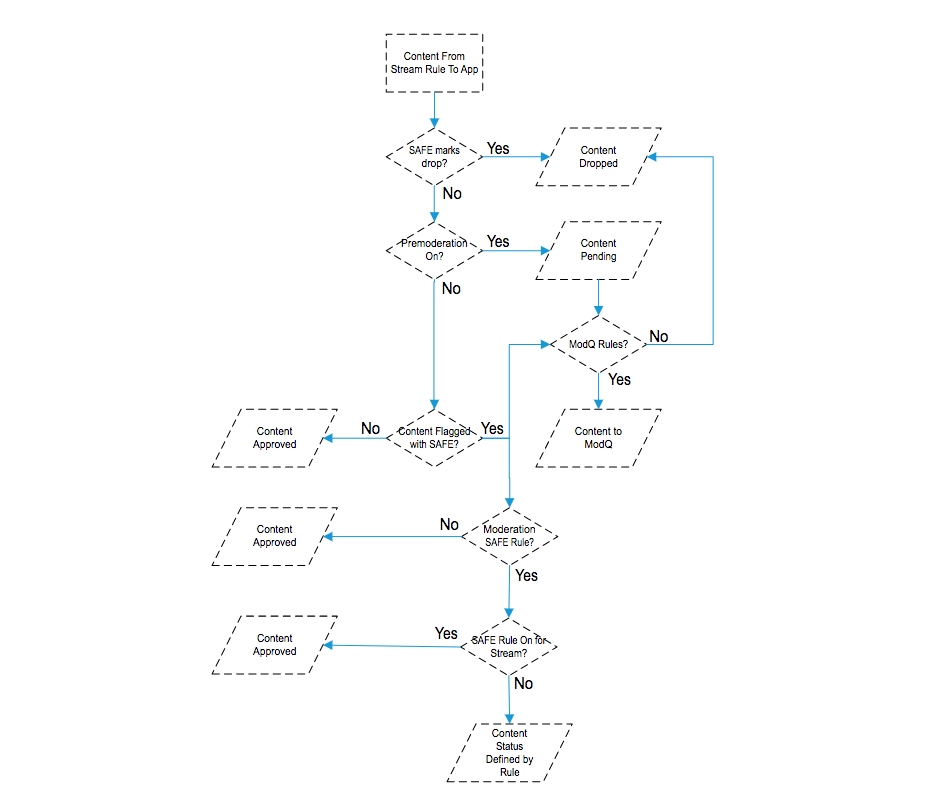 Content From
Stream Rule To App
SAFE marks
drop?
Yes
Content
Dropped
No
Premoderation
On?
Yes
Content
Pending
No
ModQ Rules?
No
Yes
Content
Approved
No
Content Flagged
with SAFE?
Yes
Content to
ModQ
Content
Approved
No
Moderation
SAFE Rule?
Yes
Content
Approved
Yes
SAFE Rule On for
Stream?
No
Content
Status
Defined by
Rule